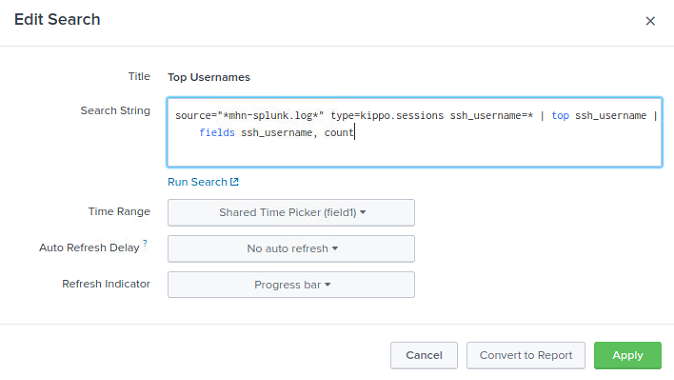 Edit Search
×
Title Top Usernames
Search String
source="*mhn-splunk.log*" type=kippo.sessions ssh_username=* | top ssh_username |
fields ssh_username, count
Run Search
Time Range Shared Time Picker (field1)
Auto Refresh Delay ? No auto refresh
Refresh Indicator Progress bar
Cancel Convert to Report Apply